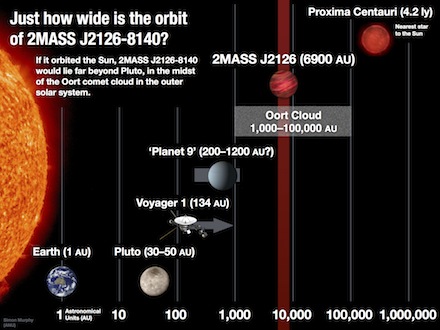 Just how wide is the orbit
of 2MASS J2126-8140?
If it orbited the Sun, 2MASS J2126-8140
would lie far beyond Pluto, in the midst
of the Oort comet cloud in the outer
solar system.
Proxima Centauri (4.2 ly)
Nearest star
to the Sun
2MASS J2126 (6900 AU)
Oort Cloud
1,000–100,000 AU
‘Planet 9’ (200–1200 AU?)
Voyager 1 (134 AU)
Earth (1 AU)
Pluto (30–50 AU)
1 Astronomical
Units (AU)
10
100
1,000
10,000
100,000
1,000,000
Simon Murphy
(ANU)